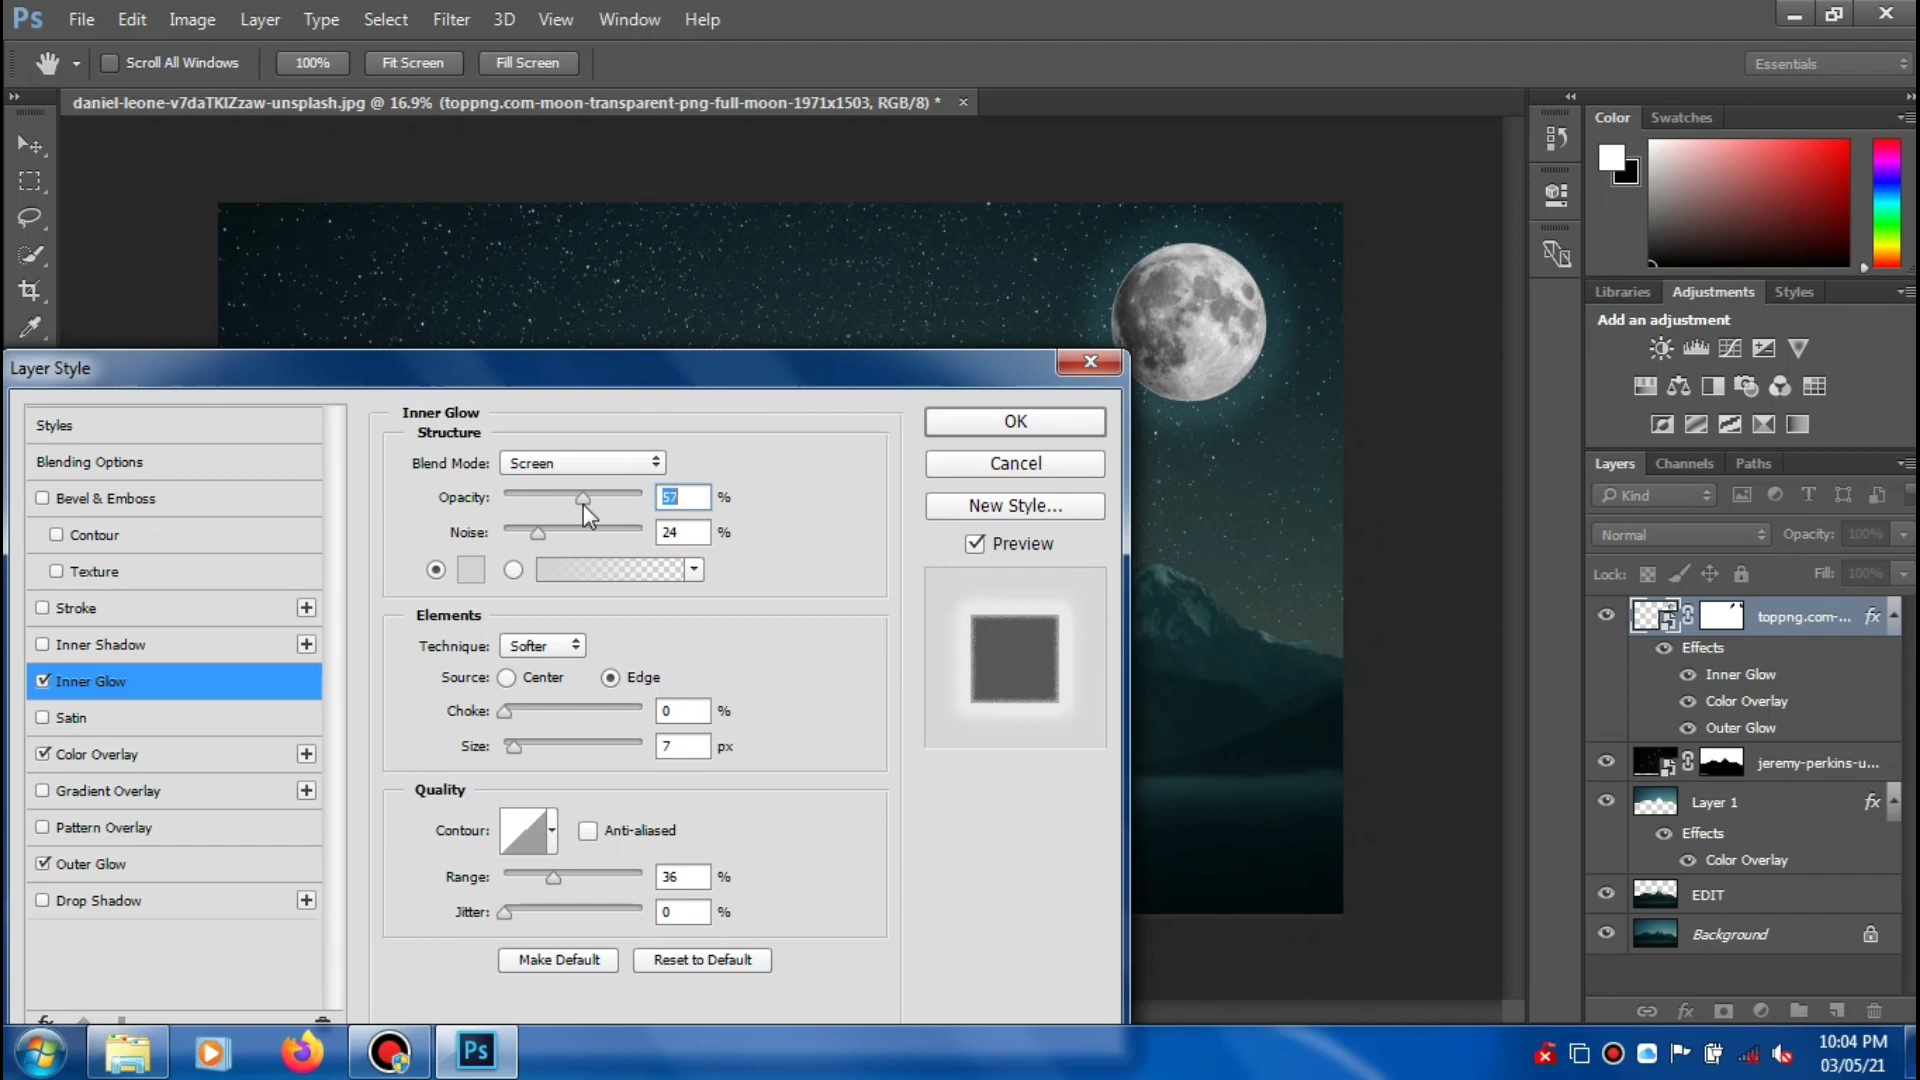 Ps File Edit Image Layer Type Select Filter 3D View Window Help
Scroll All Windows 100% Fit Screen Fill Screen Essentials
daniel-leone-v7daTKlZzaw-unsplash.jpg @ 16.9% (toppng.com-moon-transparent-png-full-moon-1971x1503, RGB/8) *
Color Swatches
Libraries Adjustments Styles
Add an adjustment
Layer Style
Styles
Blending Options
Bevel & Emboss
Contour
Texture
Stroke
Inner Shadow
Inner Glow
Satin
Color Overlay
Gradient Overlay
Pattern Overlay
Outer Glow
Drop Shadow
fx
Inner Glow
Structure
Blend Mode: Screen
Opacity: 57 %
Noise: 24 %
Elements
Technique: Softer
Source: Center Edge
Choke: 0 %
Size: 7 px
Quality
Contour: Anti-aliased
Range: 36 %
Jitter: 0 %
Make Default Reset to Default
OK
Cancel
New Style...
Preview
Layers Channels Paths
Kind
Normal Opacity: 100%
Lock: Fill: 100%
toppng.com-... fx
Effects
Inner Glow
Color Overlay
Outer Glow
jeremy-perkins-u...
Layer 1 fx
Effects
Color Overlay
EDIT
Background
fx
Ps
10:04 PM
03/05/21